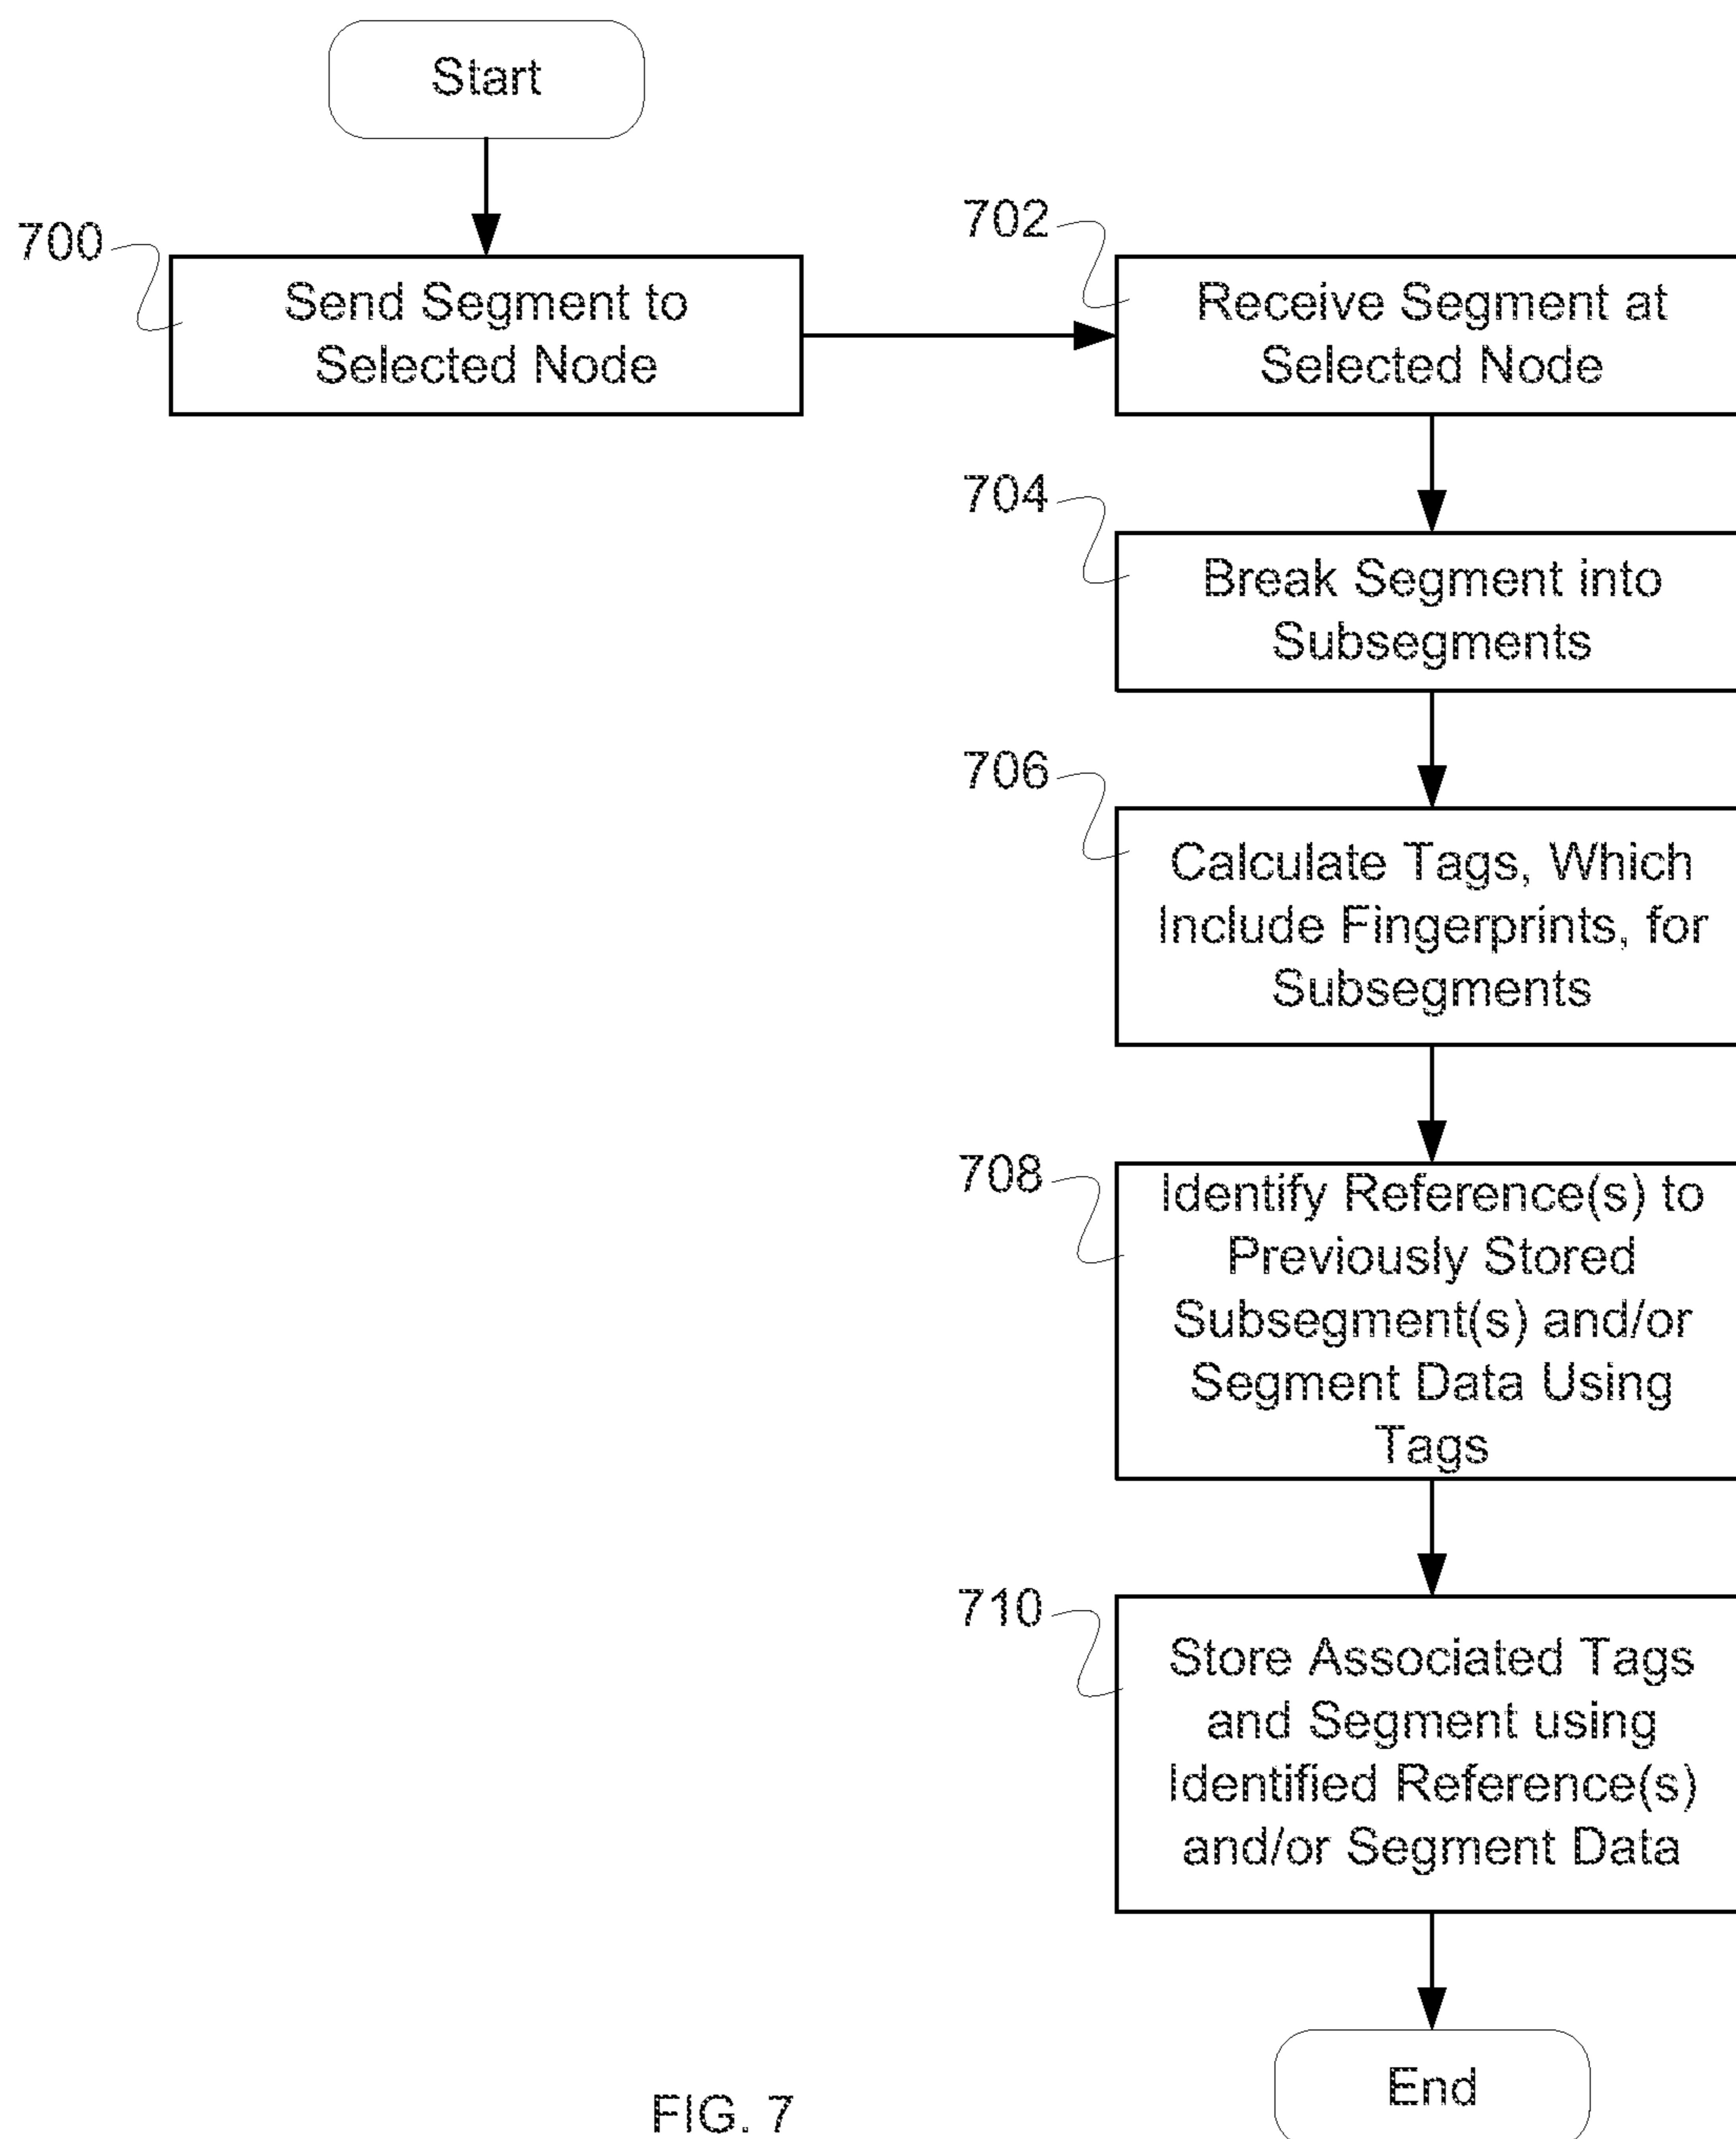 Start
700
Send Segment to
Selected Node
702
Receive Segment at
Selected Node
704
Break Segment into
Subsegments
706
Calculate Tags, Which
Include Fingerprints, for
Subsegments
708
Identify Reference(s) to
Previously Stored
Subsegment(s) and/or
Segment Data Using
Tags
710
Store Associated Tags
and Segment using
Identified Reference(s)
and/or Segment Data
End
FIG. 7